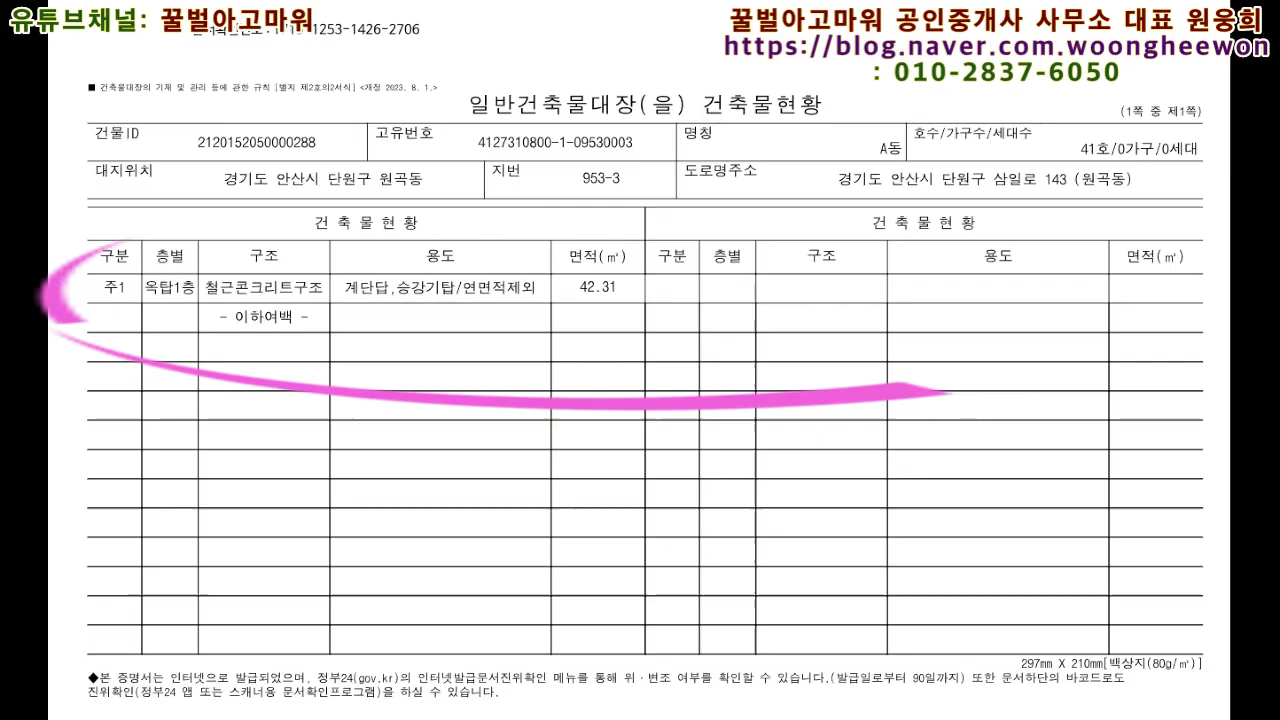 유튜브채널: 꿀벌아고마워
꿀벌아고마워 공인중개사 사무소 대표 원웅희
https://blog.naver.com.woongheewon
: 010-2837-6050
-1253-1426-2706
■ 건축물대장의 기재 및 관리 등에 관한 규칙 [별지 제2호의2서식] <개정 2023. 8. 1.>
일반건축물대장(을) 건축물현황
(1쪽 중 제1쪽)
건물ID 2120152050000288 고유번호 4127310800-1-09530003 명칭 A동 호수/가구수/세대수 41호/0가구/0세대
대지위치 경기도 안산시 단원구 원곡동 지번 953-3 도로명주소 경기도 안산시 단원구 삼일로 143 (원곡동)
건 축 물 현 황 건 축 물 현 황
구분 층별 구조 용도 면적(㎡) 구분 층별 구조 용도 면적(㎡)
주1 옥탑1층 철근콘크리트구조 계단탑,승강기탑/연면적제외 42.31
- 이하여백 -
297mm X 210mm[백상지(80g/㎡)]
◆본 증명서는 인터넷으로 발급되었으며, 정부24(gov.kr)의 인터넷발급문서진위확인 메뉴를 통해 위·변조 여부를 확인할 수 있습니다.(발급일로부터 90일까지) 또한 문서하단의 바코드로도
진위확인(정부24 앱 또는 스캐너용 문서확인프로그램)을 하실 수 있습니다.